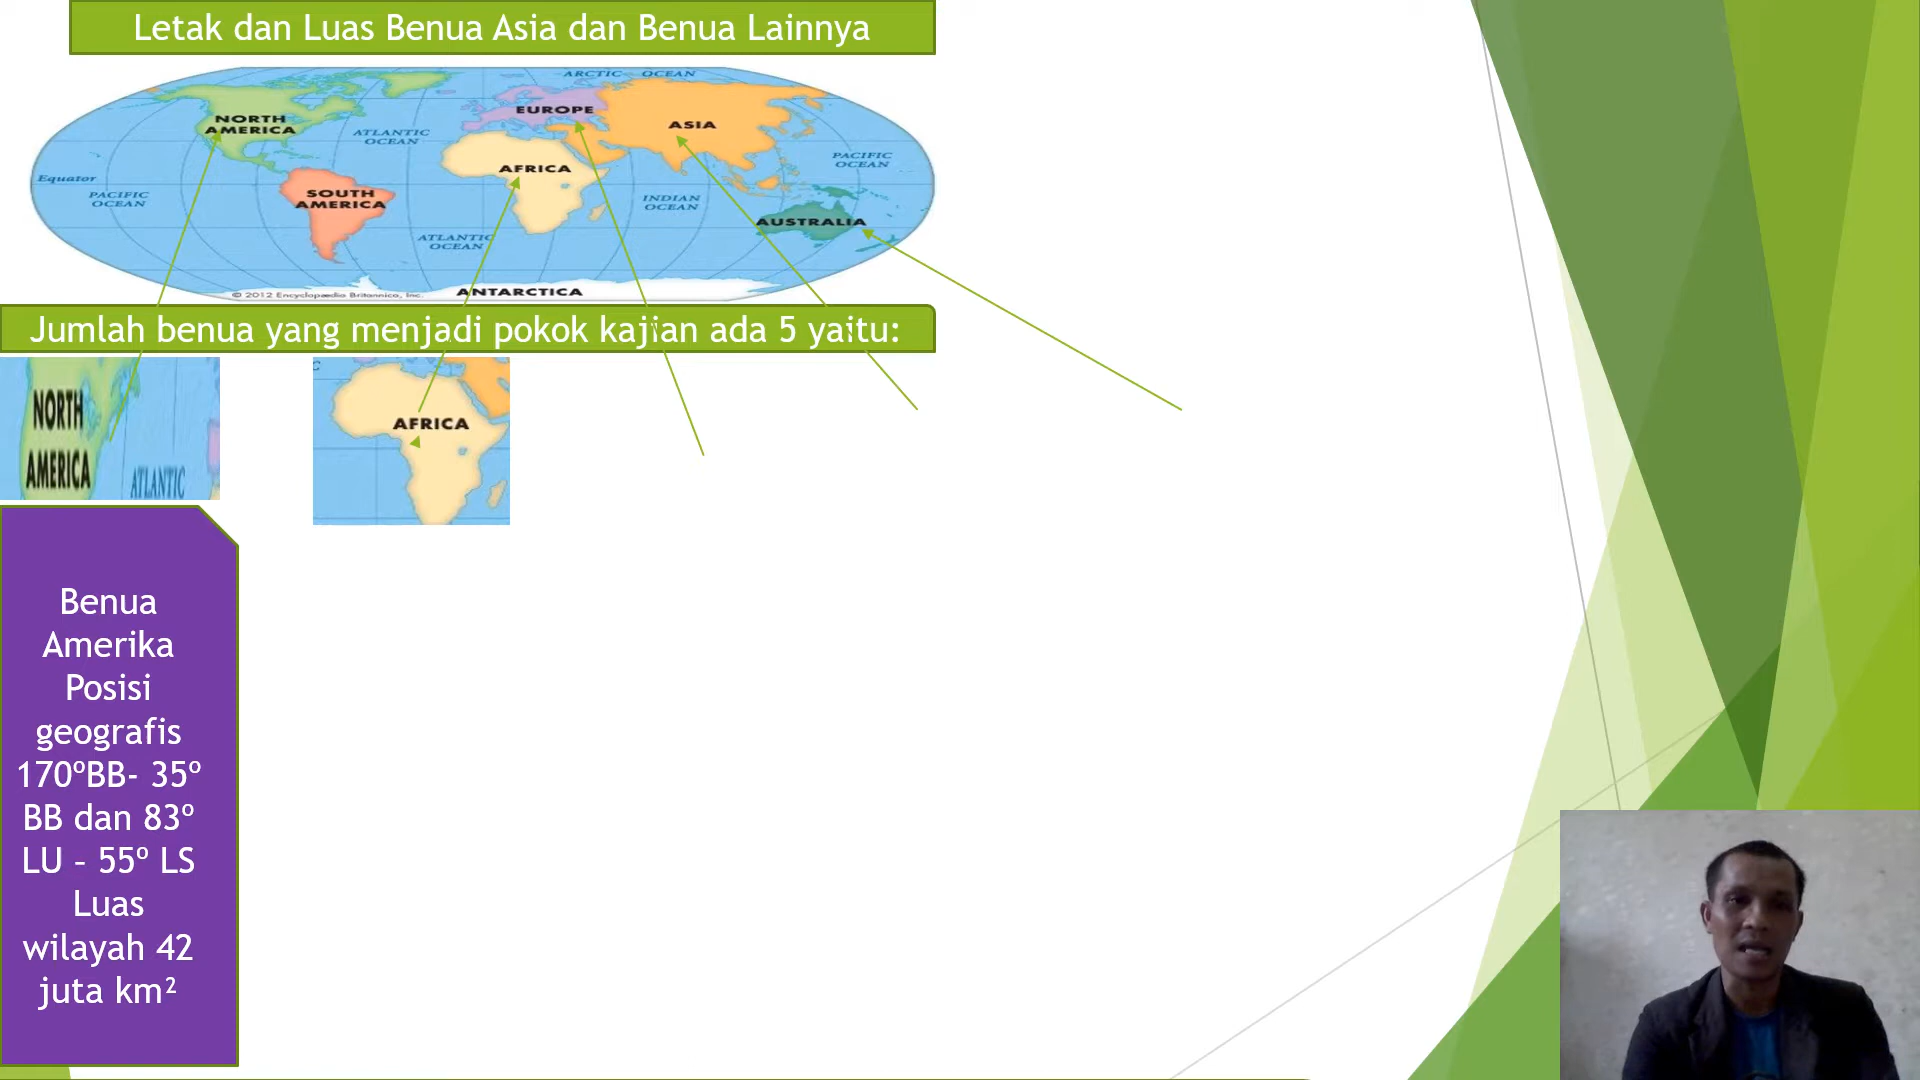 Letak dan Luas Benua Asia dan Benua Lainnya
ARCTIC OCEAN
NORTH
AMERICA
ATLANTIC
OCEAN
EUROPE
ASIA
PACIFIC
OCEAN
Equator
PACIFIC
OCEAN
SOUTH
AMERICA
AFRICA
INDIAN
OCEAN
AUSTRALIA
ATLANTIC
OCEAN
© 2012 Encyclopædia Britannica, Inc.
ANTARCTICA
Jumlah benua yang menjadi pokok kajian ada 5 yaitu:
NORTH
AMERICA
ATLANTIC
C
AFRICA
Benua
Amerika
Posisi
geografis
170ºBB- 35º
BB dan 83º
LU – 55º LS
Luas
wilayah 42
juta km²